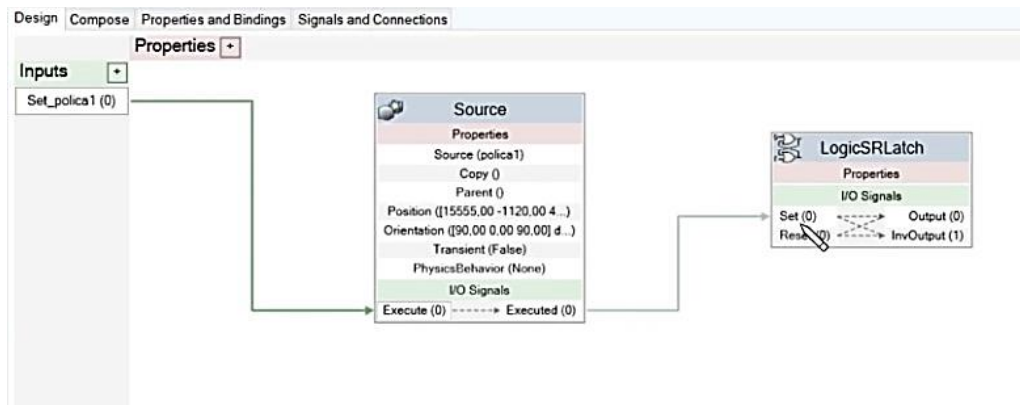 Design Compose Properties and Bindings Signals and Connections
Properties +
Inputs +
Set_polica1 (0)
Source
Properties
Source (polica1)
Copy ()
Parent ()
Position ([15555,00 -1120,00 4...)
Orientation ([90,00 0,00 90,00] d...)
Transient (False)
PhysicsBehavior (None)
I/O Signals
Execute (0) Executed (0)
LogicSRLatch
Properties
I/O Signals
Set (0) Output (0)
Reset (0) InvOutput (1)